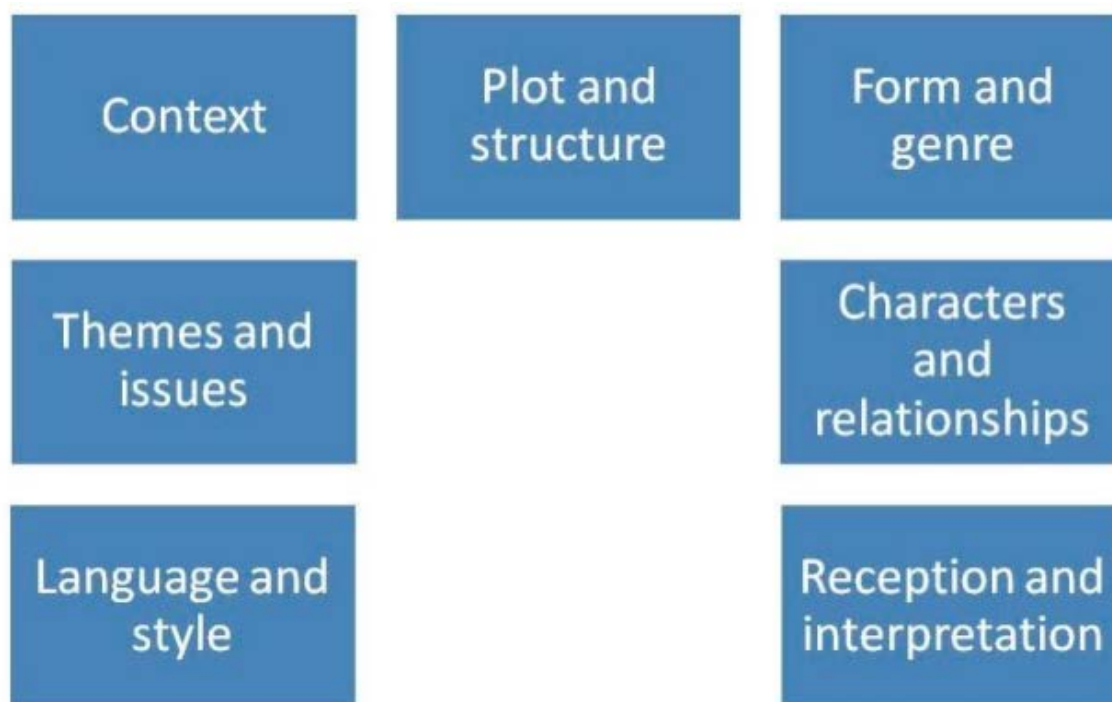 Context
Plot and
structure
Form and
genre
Themes and
issues
Characters
and
relationships
Language and
style
Reception and
interpretation